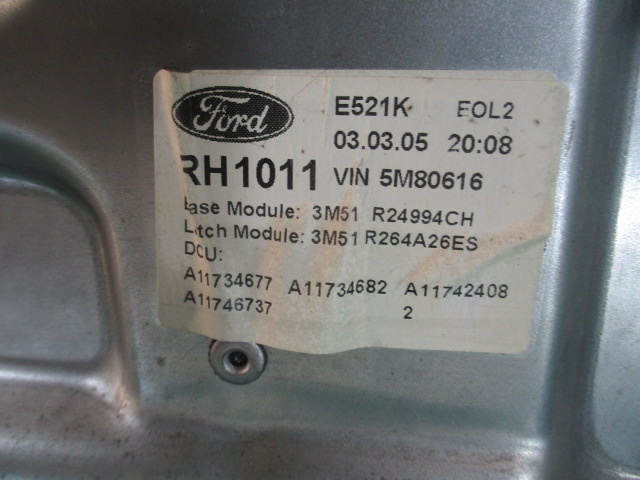 Ford E521K EOL2
03.03.05 20:08
RH1011 VIN 5M80616
Base Module: 3M51 R24994CH
Latch Module: 3M51 R264A26ES
DCU:
A11734677 A11734682 A11742408
A11746737 2